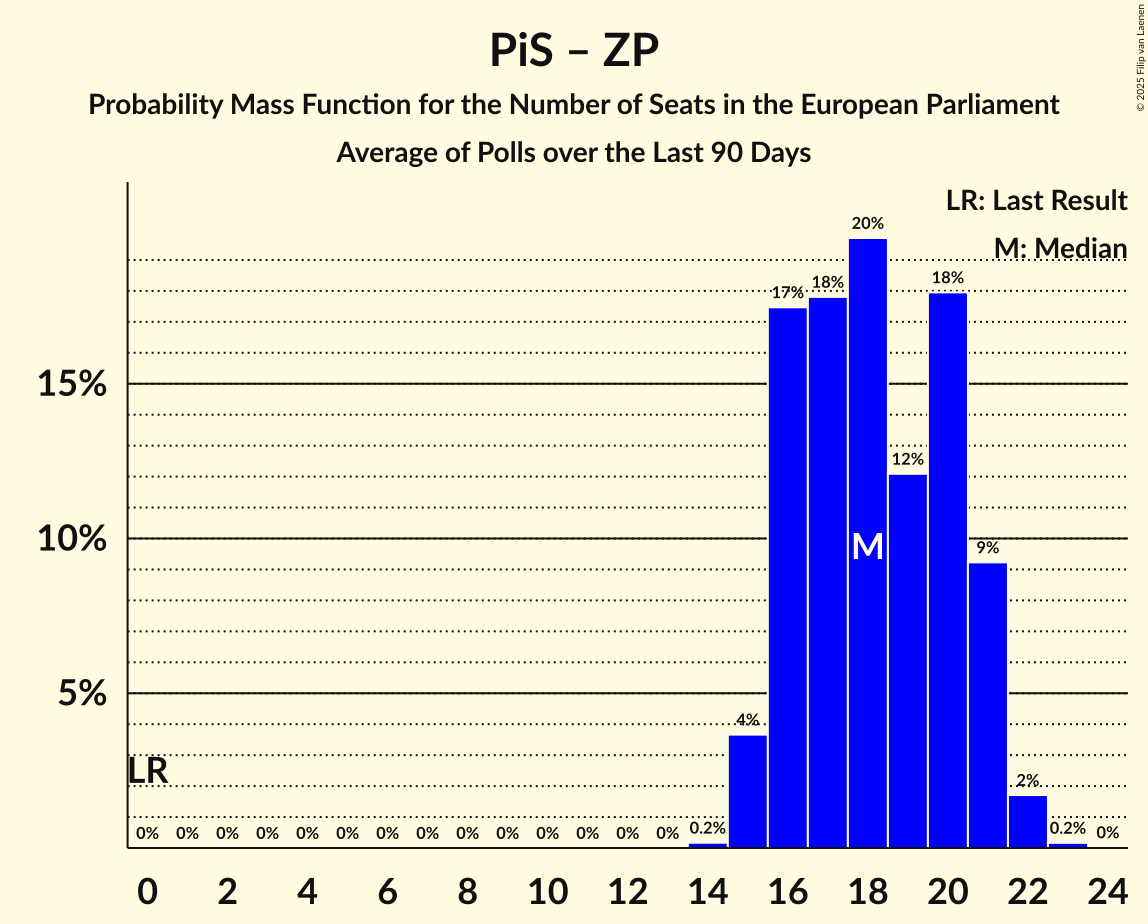 PiS – ZP
Probability Mass Function for the Number of Seats in the European Parliament
Average of Polls over the Last 90 Days
© 2025 Filip van Laenen
LR: Last Result
M: Median
15%
10%
5%
LR
M
0% 0% 0% 0% 0% 0% 0% 0% 0% 0% 0% 0% 0% 0% 0.2% 4% 17% 18% 20% 12% 18% 9% 2% 0.2% 0%
0 2 4 6 8 10 12 14 16 18 20 22 24